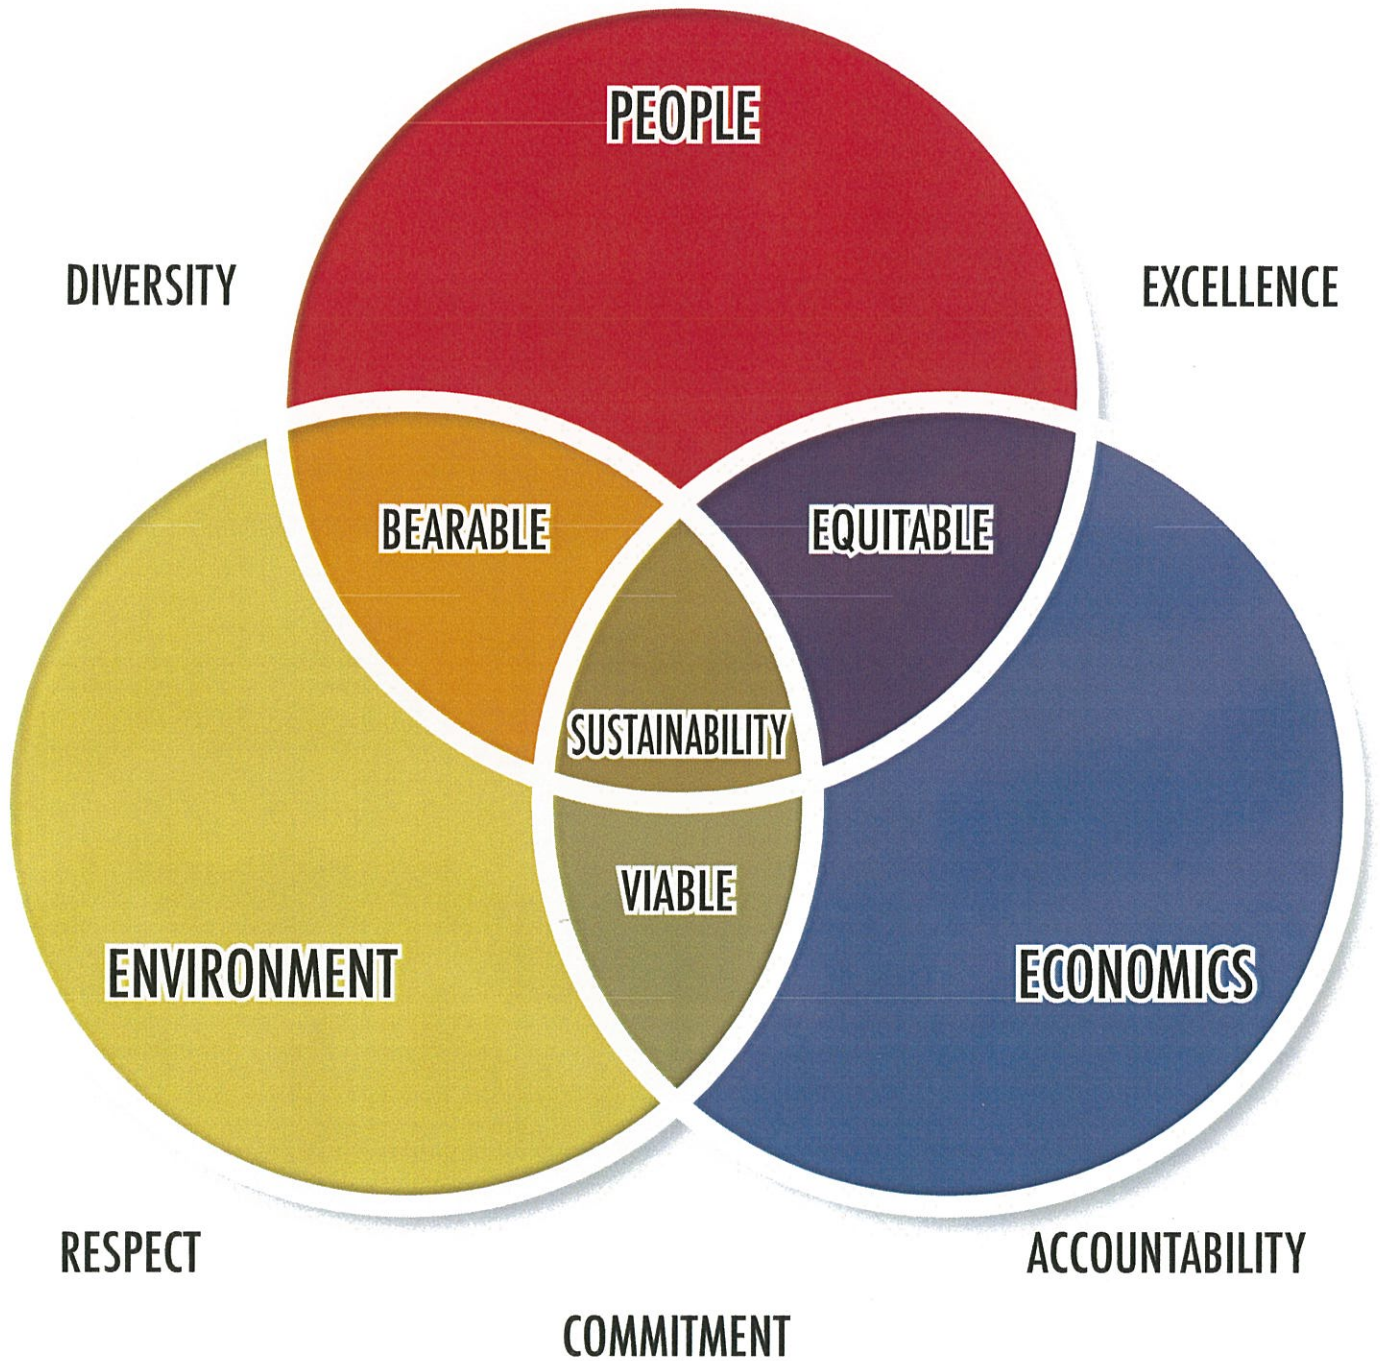 PEOPLE
DIVERSITY
EXCELLENCE
BEARABLE
EQUITABLE
SUSTAINABILITY
VIABLE
ENVIRONMENT
ECONOMICS
RESPECT
ACCOUNTABILITY
COMMITMENT